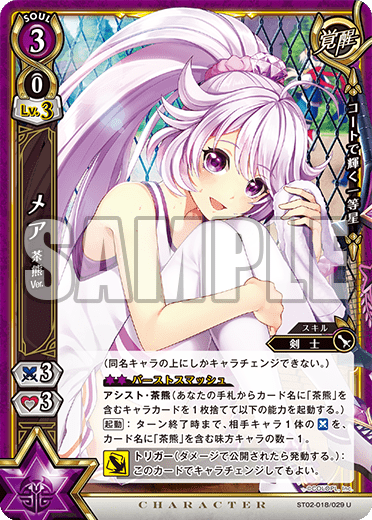 SOUL
3
0
Lv.3
覚醒
コートで輝く一等星
メア
茶熊
Ver.
SAMPLE
3
3
スキル
剣士
(同名キャラの上にしかキャラチェンジできない。)
バーストスマッシュ
アシスト・茶熊(あなたの手札からカード名に「茶熊」を
含むキャラカードを1枚捨てて以下の能力を起動する。)
起動:ターン終了時まで、相手キャラ1体の を、
カード名に「茶熊」を含む味方キャラの数-1。
トリガー(ダメージで公開されたら発動する。):
このカードでキャラチェンジしてもよい。
©COLOPL, Inc.
CHARACTER
ST02-018/029 U